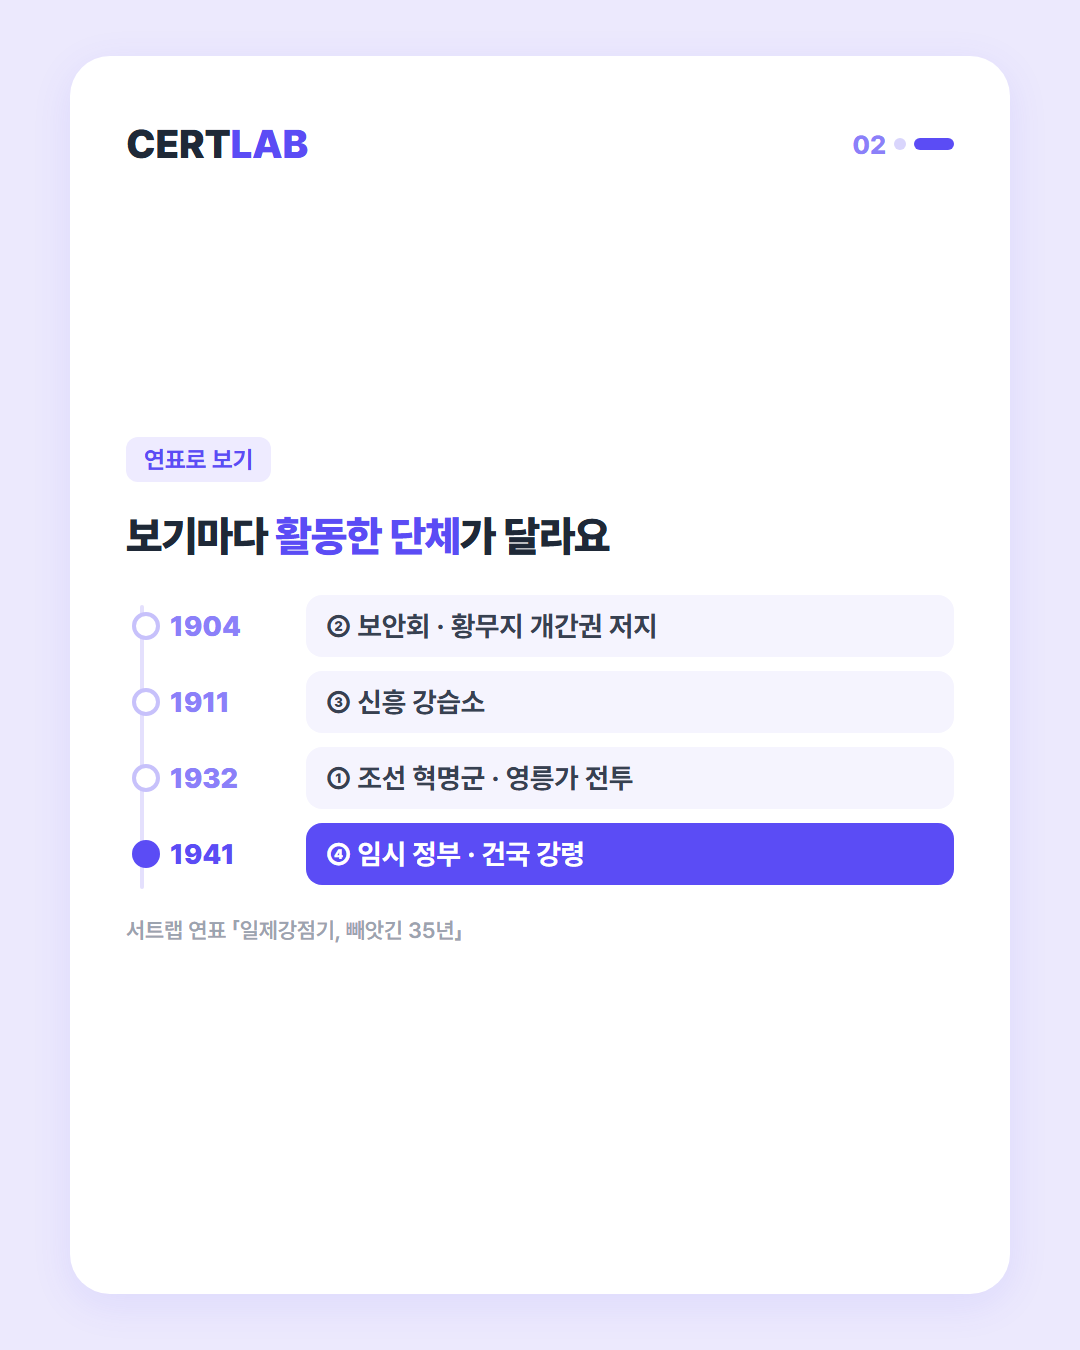 CERTLAB
02
연표로 보기
보기마다 활동한 단체가 달라요
1904
② 보안회 · 황무지 개간권 저지
1911
③ 신흥 강습소
1932
① 조선 혁명군 · 영릉가 전투
1941
④ 임시 정부 · 건국 강령
서트랩 연표 「일제강점기, 빼앗긴 35년」